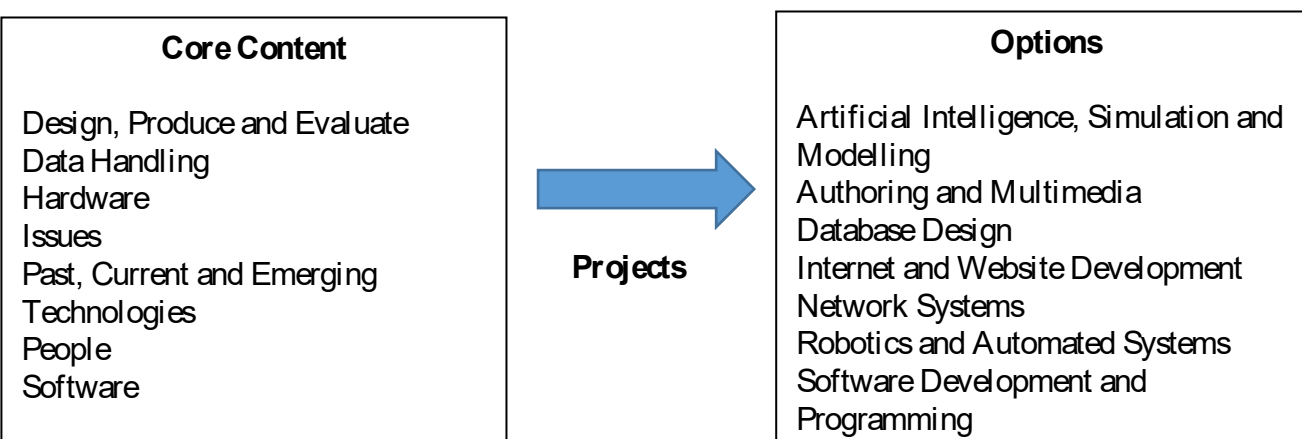 Core Content
Design, Produce and Evaluate
Data Handling
Hardware
Issues
Past, Current and Emerging
Technologies
People
Software
Projects
Options
Artificial Intelligence, Simulation and
Modelling
Authoring and Multimedia
Database Design
Internet and Website Development
Network Systems
Robotics and Automated Systems
Software Development and
Programming